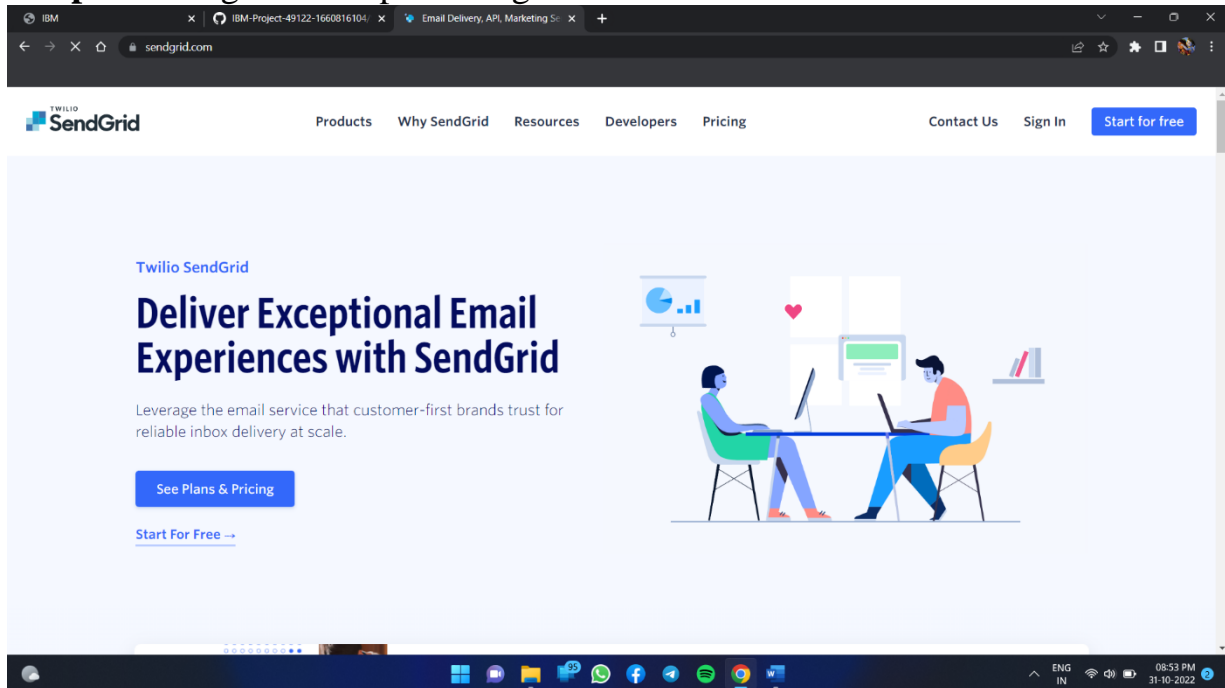 IBM
IBM-Project-49122-1660816104/
Email Delivery, API, Marketing Se
sendgrid.com
TWILIO
SendGrid
Products Why SendGrid Resources Developers Pricing Contact Us Sign In Start for free
Twilio SendGrid
Deliver Exceptional Email
Experiences with SendGrid
Leverage the email service that customer-first brands trust for
reliable inbox delivery at scale.
See Plans & Pricing
Start For Free →
95
ENG
IN
08:53 PM
31-10-2022
2